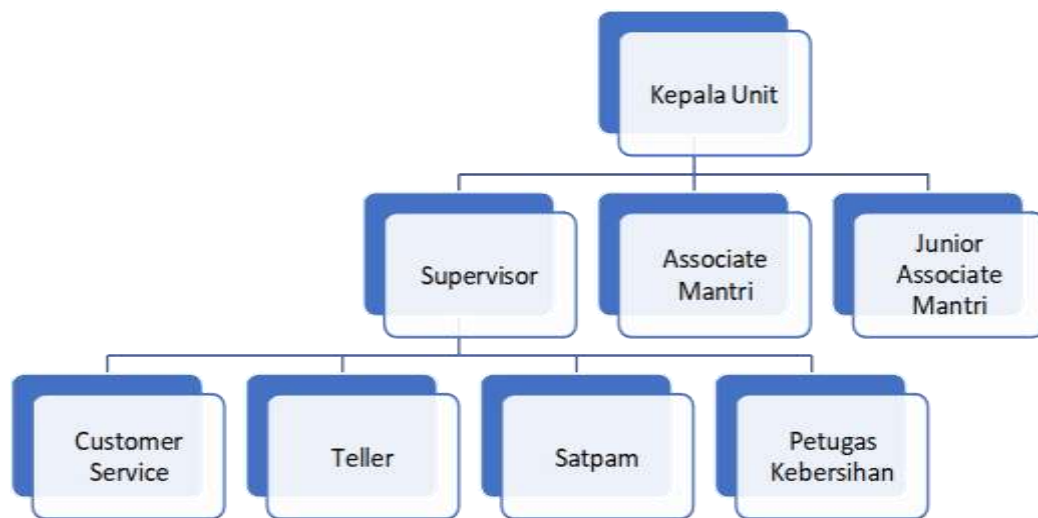 Kepala Unit
Supervisor
Associate
Mantri
Junior
Associate
Mantri
Customer
Service
Teller
Satpam
Petugas
Kebersihan